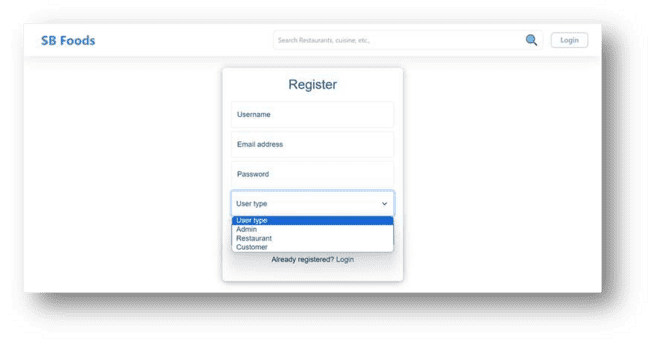 SB Foods
Search Restaurants, cuisine, etc.,
Login
Register
Username
Email address
Password
User type
User type
Admin
Restaurant
Customer
Already registered? Login